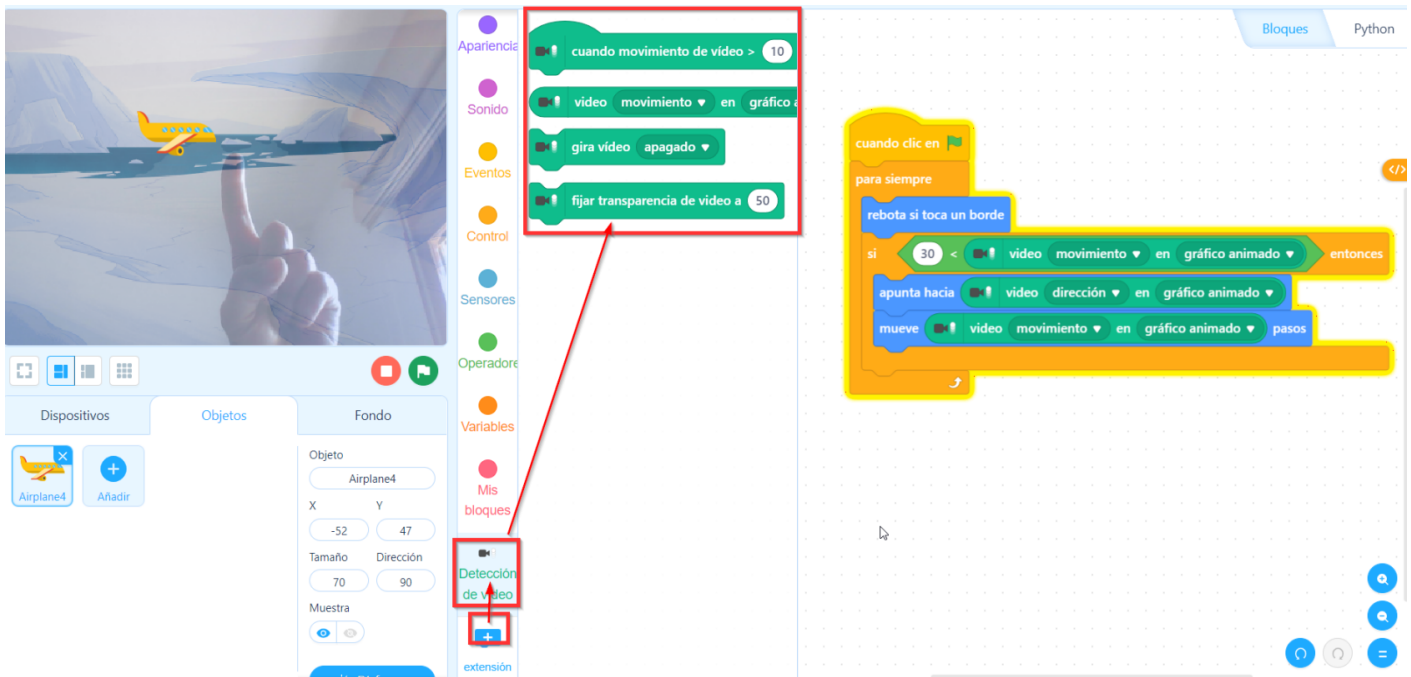 Apariencia
Sonido
Eventos
Control
Sensores
Operadore
Variables
Mis
bloques
Detección
de vídeo
extensión
cuando movimiento de vídeo > 10
video movimiento en gráfico a
gira vídeo apagado
fijar transparencia de video a 50
Bloques Python
cuando clic en
para siempre
rebota si toca un borde
si 30 < video movimiento en gráfico animado entonces
apunta hacia video dirección en gráfico animado
mueve video movimiento en gráfico animado pasos
Dispositivos Objetos Fondo
Airplane4 Añadir
Objeto
Airplane4
X Y
-52 47
Tamaño Dirección
70 90
Muestra